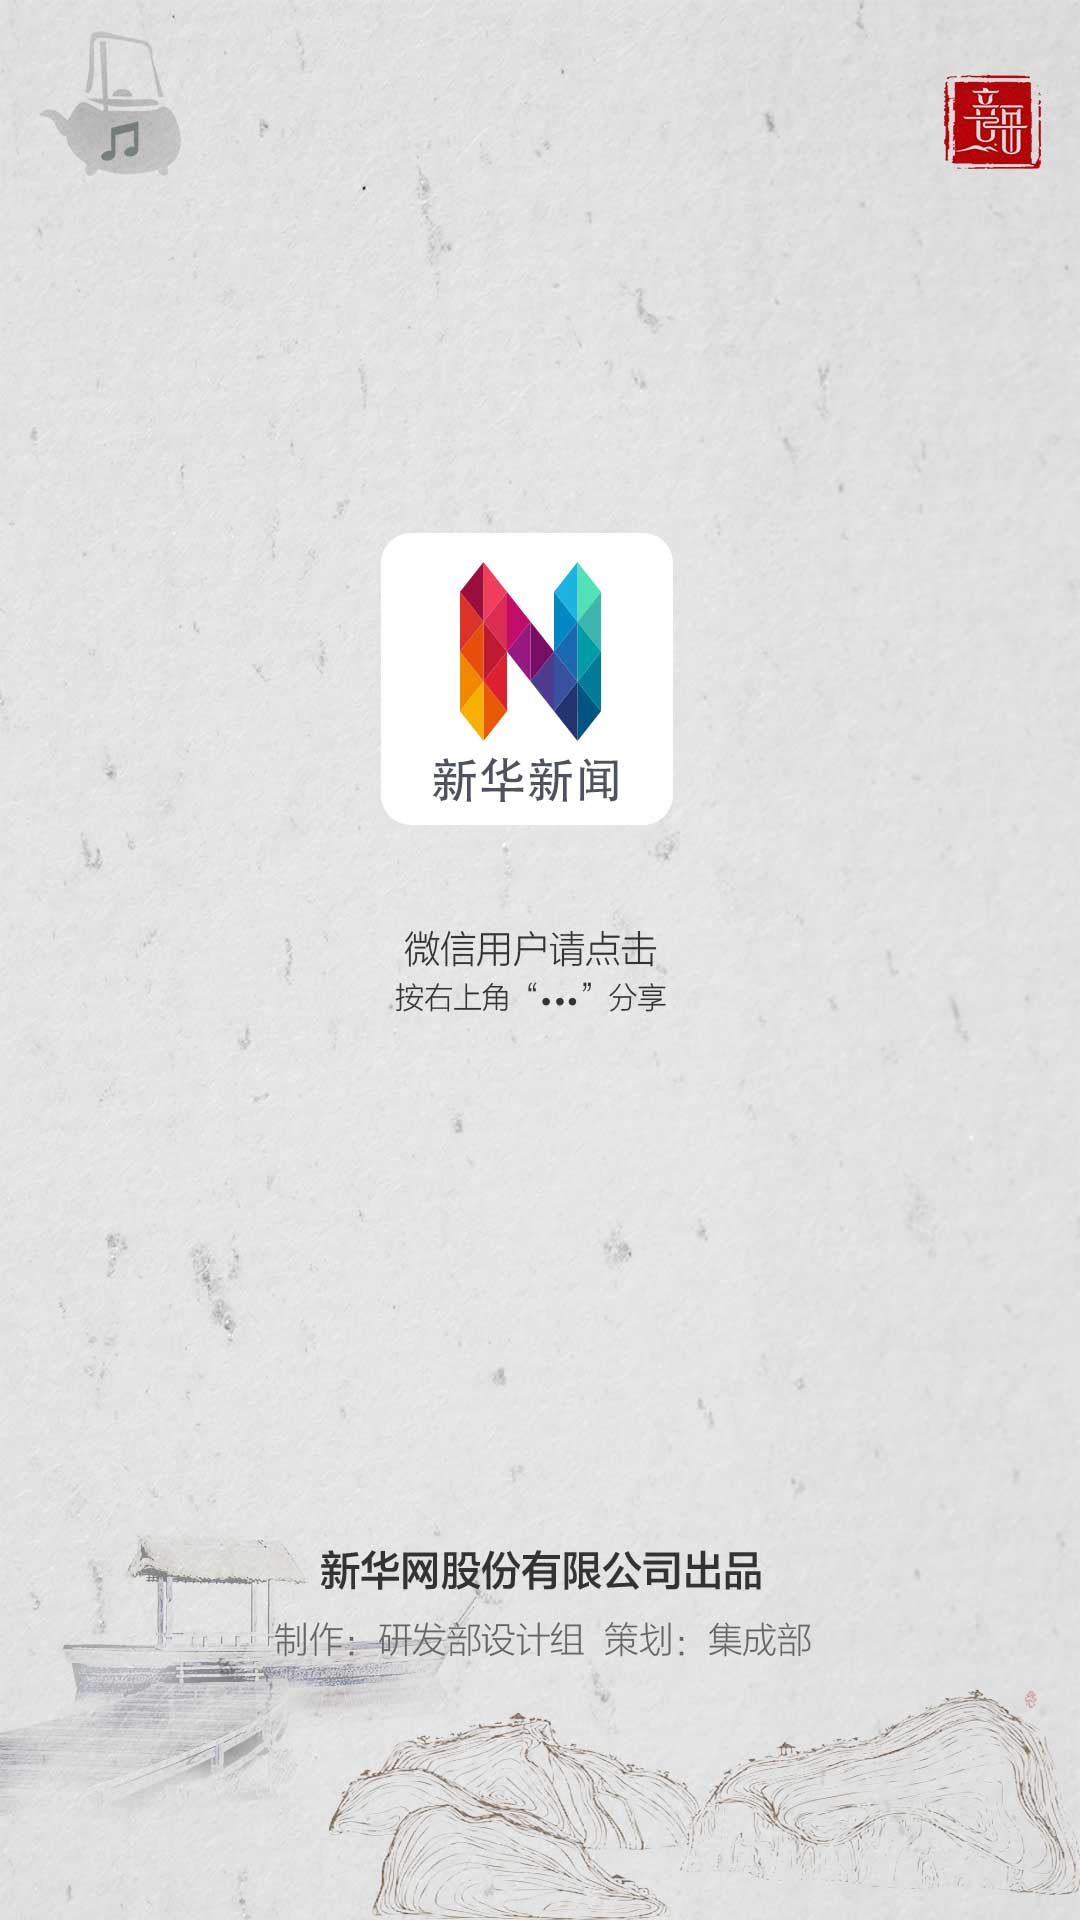 新华新闻
微信用户请点击
按右上角“•••”分享
新华网股份有限公司出品
制作：研发部设计组 策划：集成部